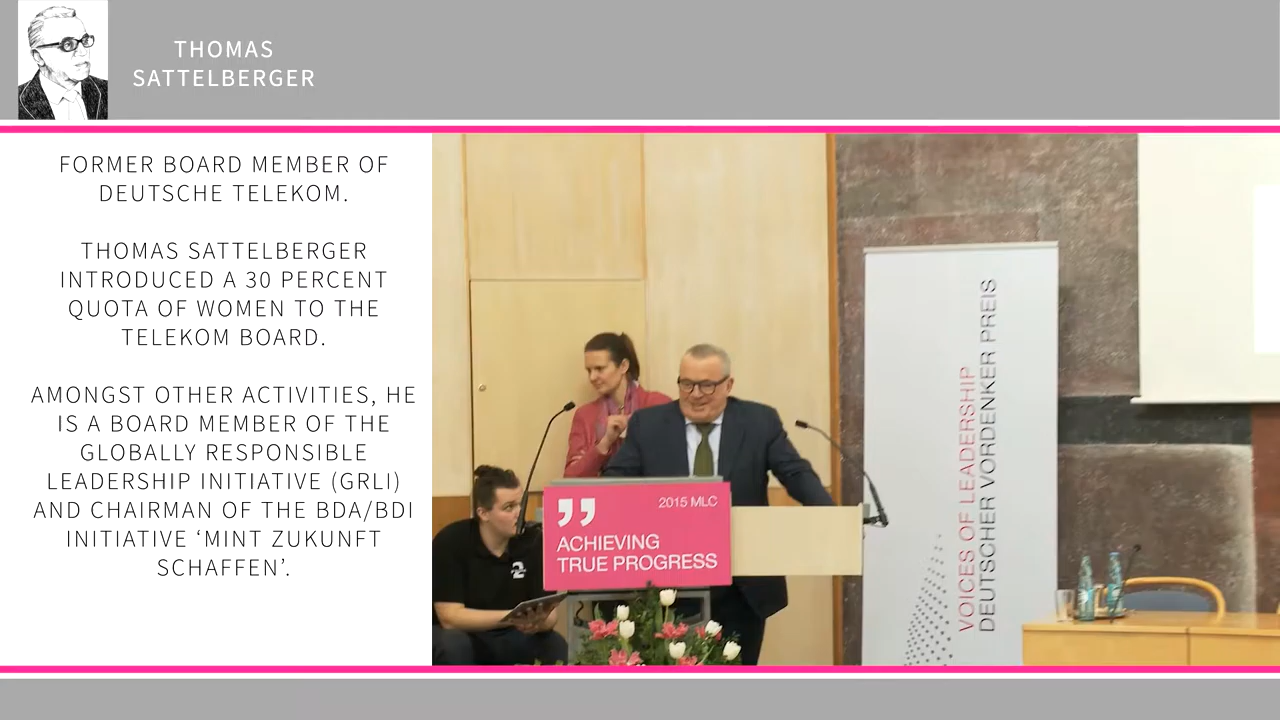 THOMAS
SATTELBERGER
FORMER BOARD MEMBER OF
DEUTSCHE TELEKOM.
THOMAS SATTELBERGER
INTRODUCED A 30 PERCENT
QUOTA OF WOMEN TO THE
TELEKOM BOARD.
AMONGST OTHER ACTIVITIES, HE
IS A BOARD MEMBER OF THE
GLOBALLY RESPONSIBLE
LEADERSHIP INITIATIVE (GRLI)
AND CHAIRMAN OF THE BDA/BDI
INITIATIVE ‘MINT ZUKUNFT
SCHAFFEN’.
2015 MLC
ACHIEVING
TRUE PROGRESS
VOICES OF LEADERSHIP
DEUTSCHER VORDENKER PREIS